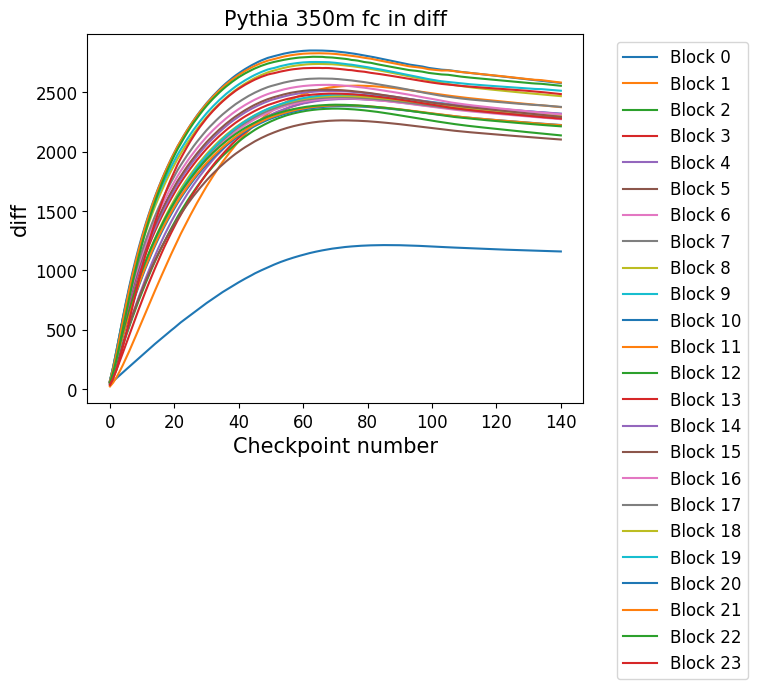 Pythia 350m fc in diff
diff
2500
2000
1500
1000
500
0
0 20 40 60 80 100 120 140
Checkpoint number
Block 0
Block 1
Block 2
Block 3
Block 4
Block 5
Block 6
Block 7
Block 8
Block 9
Block 10
Block 11
Block 12
Block 13
Block 14
Block 15
Block 16
Block 17
Block 18
Block 19
Block 20
Block 21
Block 22
Block 23